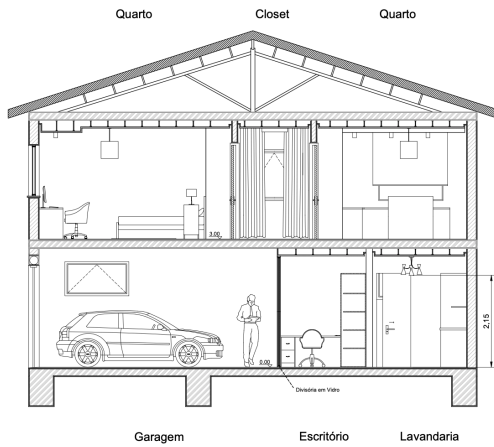 Quarto Closet Quarto
3.00
2,15
0.00
Divisória em Vidro
Garagem Escritório Lavandaria